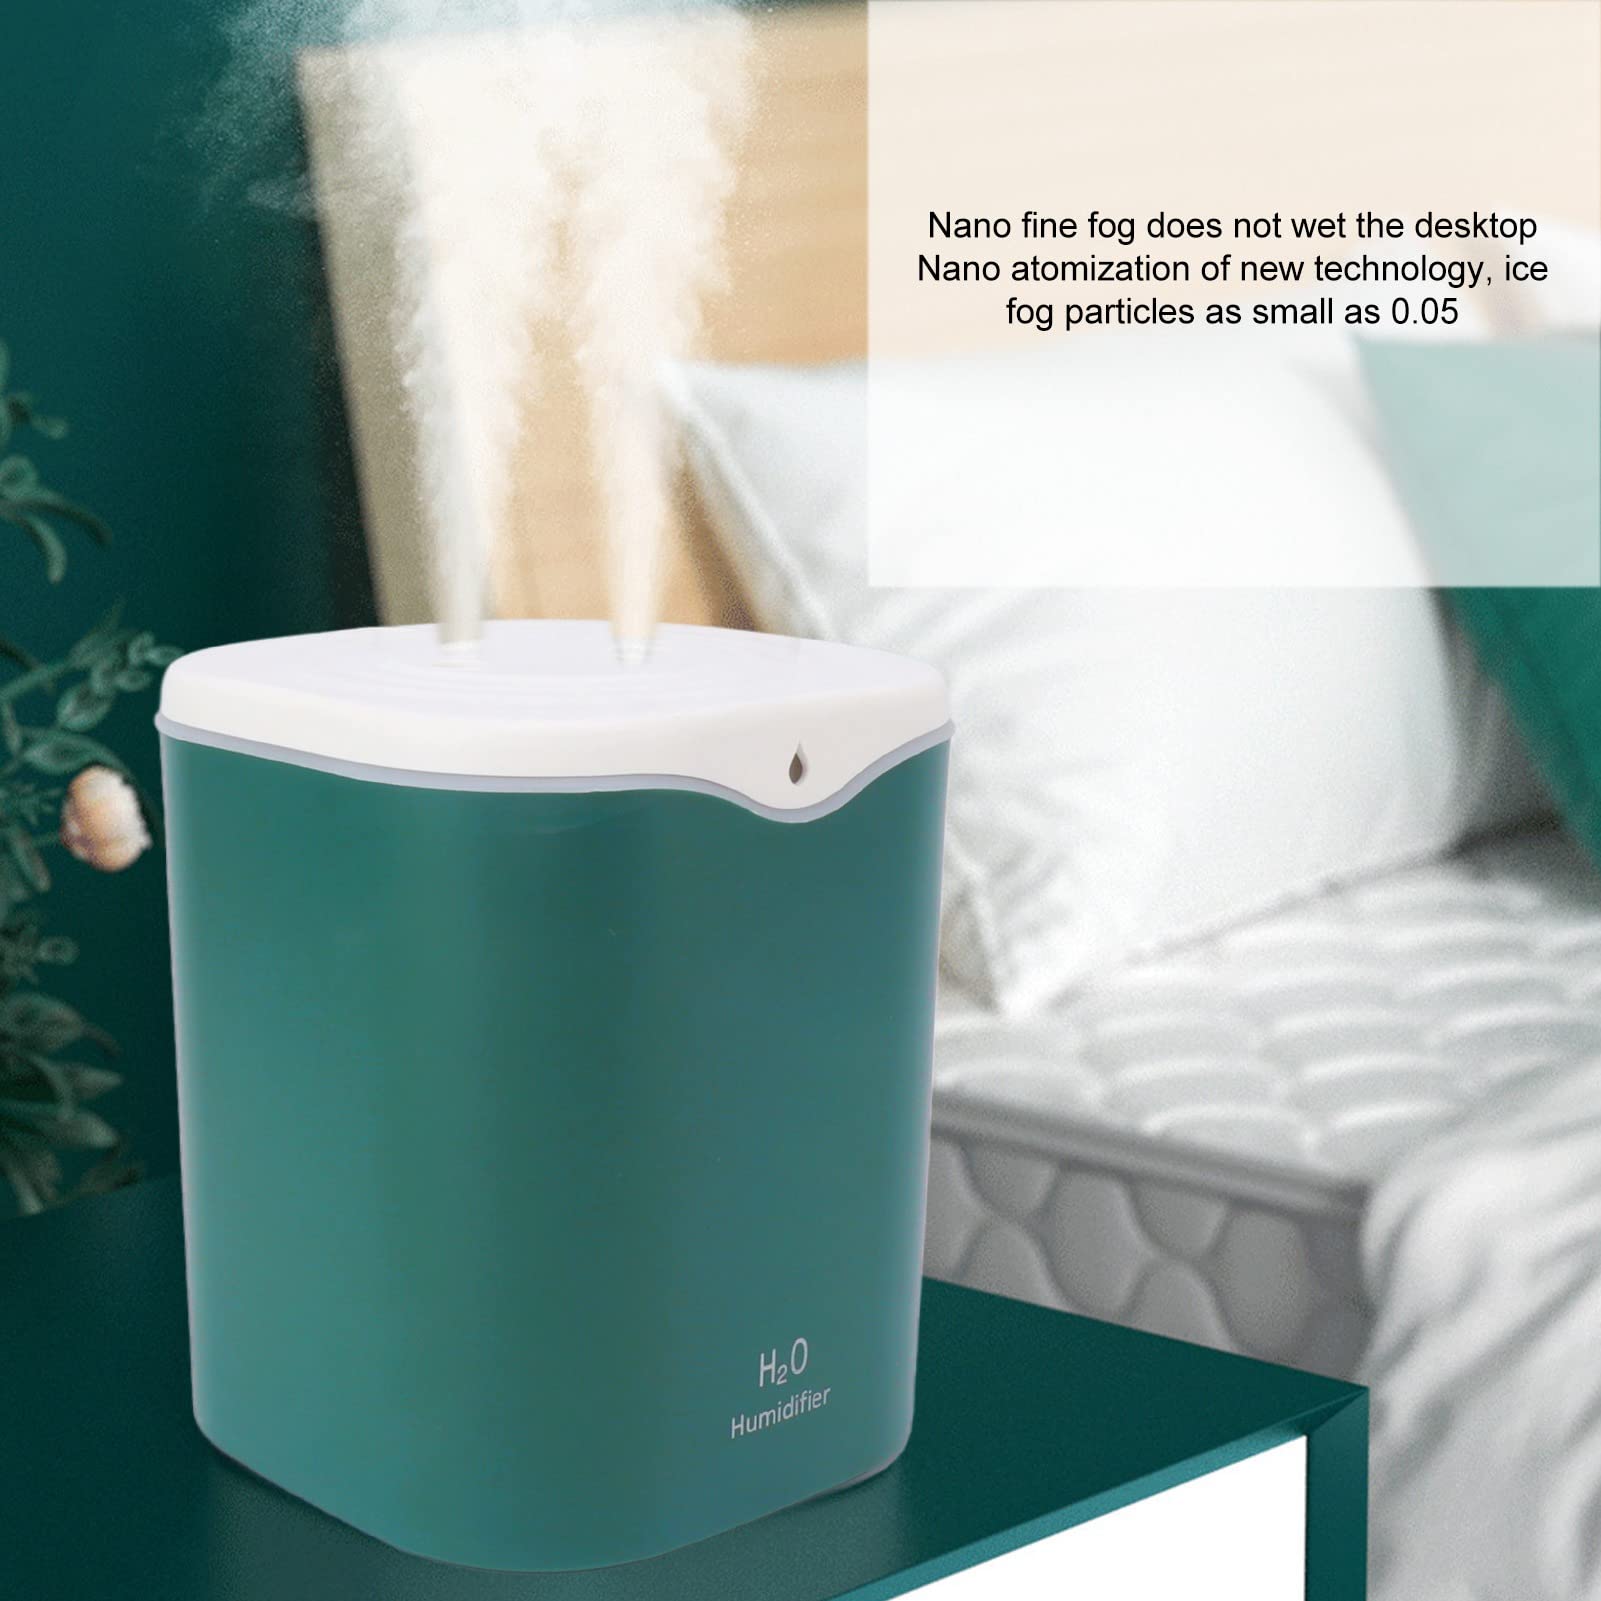 Nano fine fog does not wet the desktop
Nano atomization of new technology, ice
fog particles as small as 0.05
H₂O
Humidifier